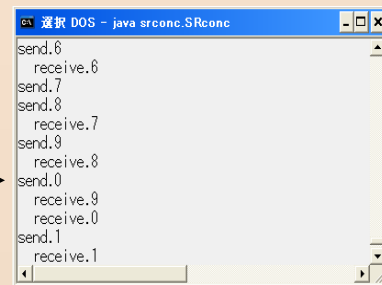 選択 DOS - java srconc.SRconc
send.6
receive.6
send.7
send.8
receive.7
send.9
receive.8
send.0
receive.9
receive.0
send.1
receive.1